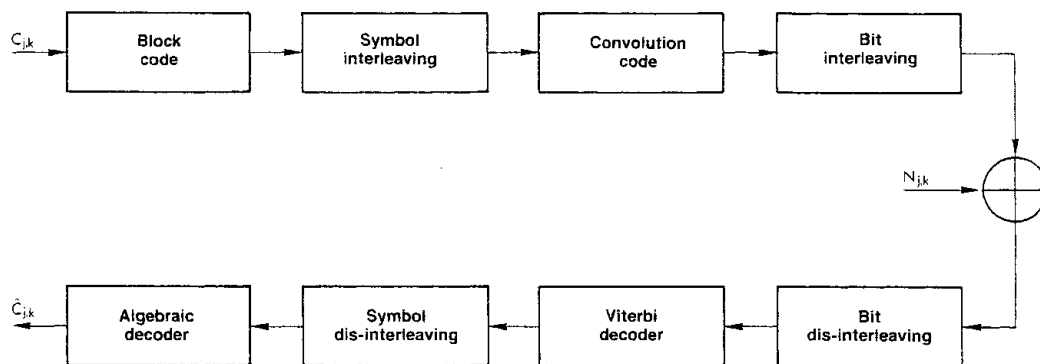 C_{j,k}
Block
code
Symbol
interleaving
Convolution
code
Bit
interleaving
N_{j,k}
Ĉ_{j,k}
Algebraic
decoder
Symbol
dis-interleaving
Viterbi
decoder
Bit
dis-interleaving